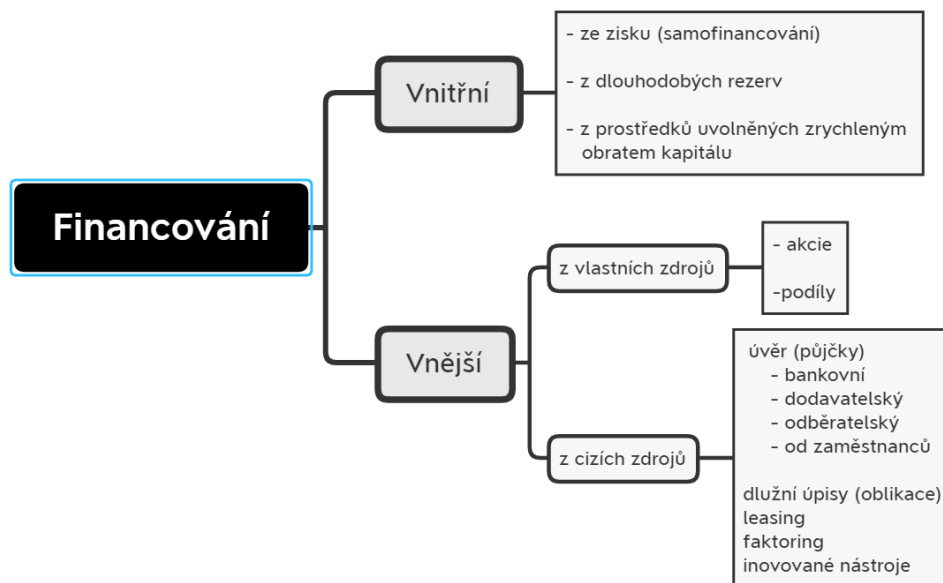 Financování
Vnitřní
- ze zisku (samofinancování)
- z dlouhodobých rezerv
- z prostředků uvolněných zrychleným
obratem kapitálu
Vnější
z vlastních zdrojů
- akcie
-podíly
z cizích zdrojů
úvěr (půjčky)
- bankovní
- dodavatelský
- odběratelský
- od zaměstnanců
dlužní úpisy (oblikace)
leasing
faktoring
inovované nástroje